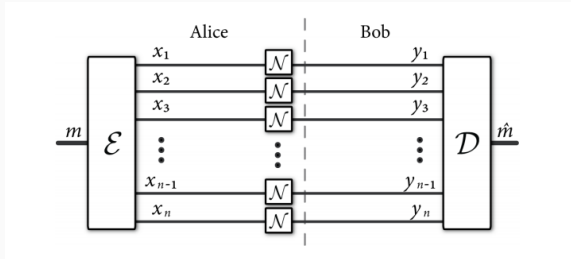 Alice Bob
x₁ 𝒩 y₁
x₂ 𝒩 y₂
x₃ 𝒩 y₃
m ℰ 𝒟 m̂
xₙ₋₁ 𝒩 yₙ₋₁
xₙ 𝒩 yₙ